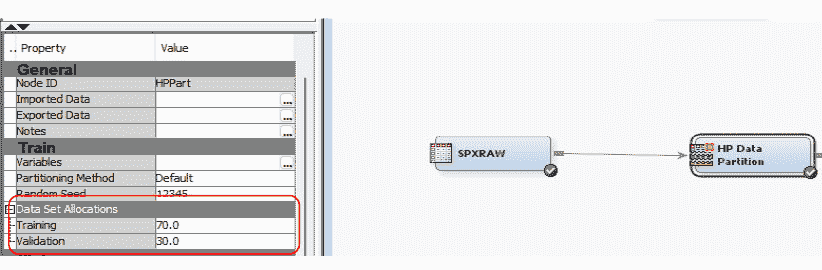 .. Property Value
General
Node ID HPPart
Imported Data ...
Exported Data ...
Notes ...
Train
Variables ...
Partitioning Method Default
Random Seed 12345
Data Set Allocations
Training 70.0
Validation 30.0
SPXRAW
HP Data
Partition